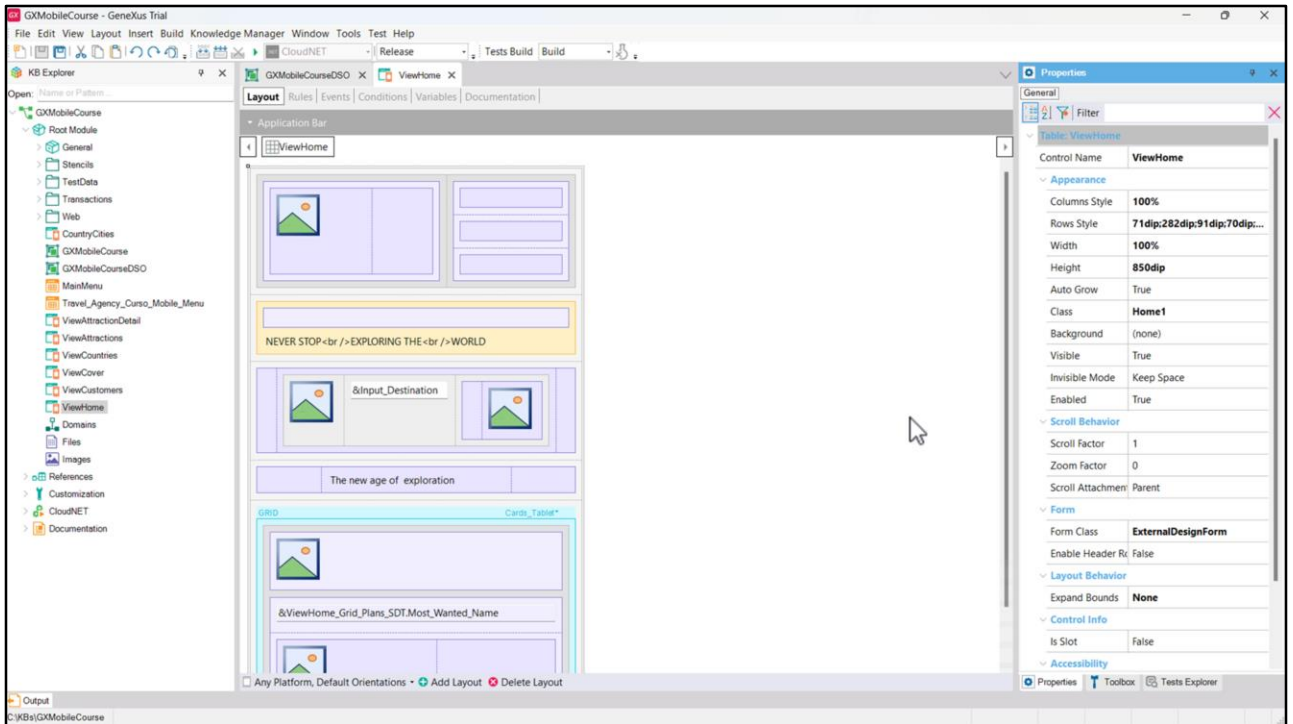 GX GXMobileCourse - GeneXus Trial
File Edit View Layout Insert Build Knowledge Manager Window Tools Test Help
CloudNET Release Tests Build Build
KB Explorer
Open: Name or Pattern...
GXMobileCourse
Root Module
General
Stencils
TestData
Transactions
Web
CountryCities
GXMobileCourse
GXMobileCourseDSO
MainMenu
Travel_Agency_Curso_Mobile_Menu
ViewAttractionDetail
ViewAttractions
ViewCountries
ViewCover
ViewCustomers
ViewHome
Domains
Files
Images
References
Customization
CloudNET
Documentation
GXMobileCourseDSO ViewHome
Layout Rules Events Conditions Variables Documentation
Application Bar
ViewHome
NEVER STOP<br />EXPLORING THE<br />WORLD
&Input_Destination
The new age of exploration
GRID Cards_Tablet*
&ViewHome_Grid_Plans_SDT.Most_Wanted_Name
Any Platform, Default Orientations Add Layout Delete Layout
Properties
General
Filter
Table: ViewHome
Control Name ViewHome
Appearance
Columns Style 100%
Rows Style 71dip;282dip;91dip;70dip;...
Width 100%
Height 850dip
Auto Grow True
Class Home1
Background (none)
Visible True
Invisible Mode Keep Space
Enabled True
Scroll Behavior
Scroll Factor 1
Zoom Factor 0
Scroll Attachment Parent
Form
Form Class ExternalDesignForm
Enable Header Ro False
Layout Behavior
Expand Bounds None
Control Info
Is Slot False
Accessibility
Properties Toolbox Tests Explorer
Output
C:\KBs\GXMobileCourse